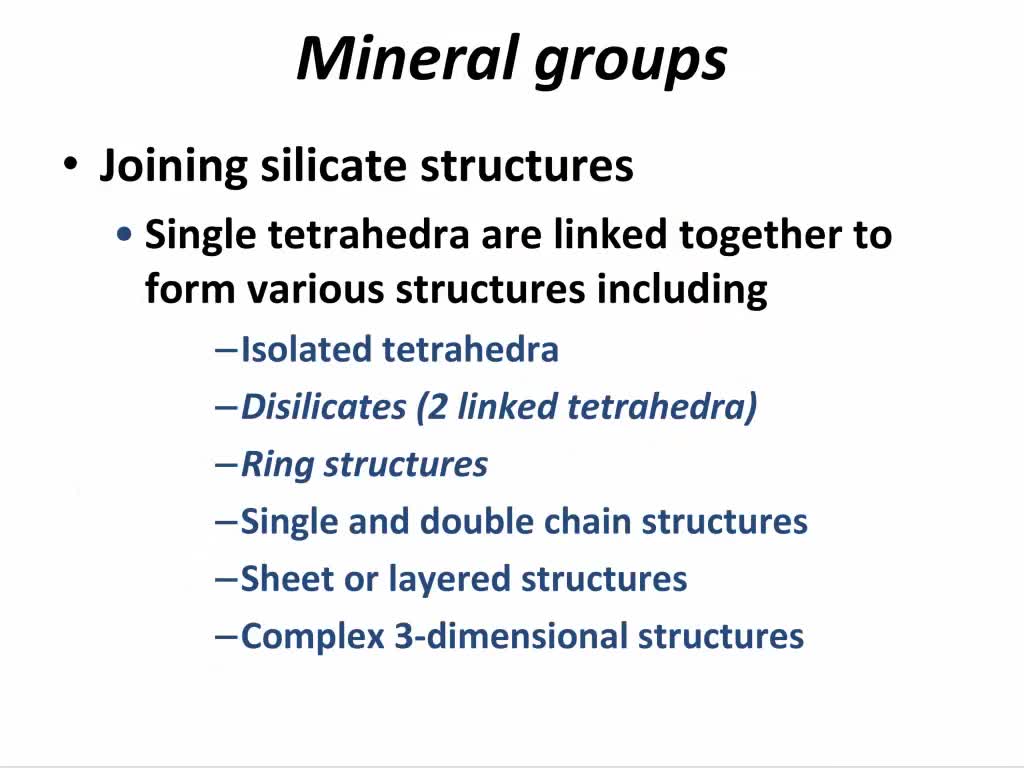 Mineral groups
• Joining silicate structures
• Single tetrahedra are linked together to
form various structures including
–Isolated tetrahedra
–Disilicates (2 linked tetrahedra)
–Ring structures
–Single and double chain structures
–Sheet or layered structures
–Complex 3-dimensional structures